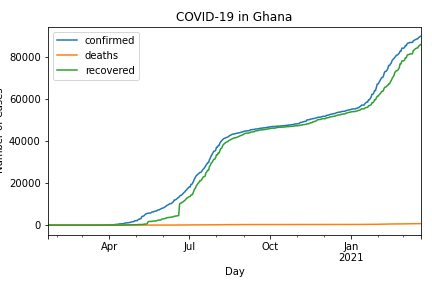 COVID-19 in Ghana
confirmed
deaths
recovered
80000
60000
40000
20000
0
Apr
Jul
Oct
Jan
2021
Day